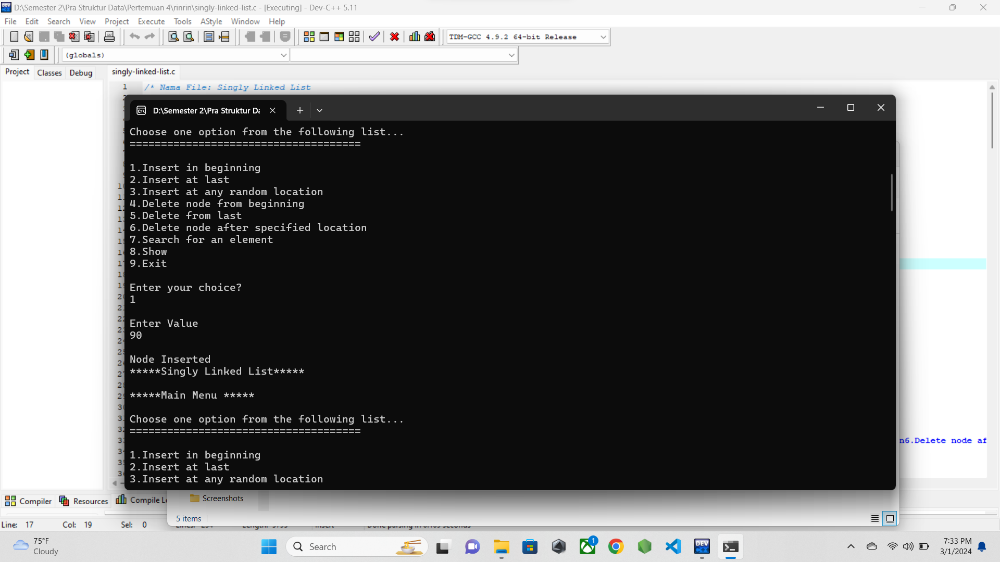 D:\Semester 2\Pra Struktur Data\Pertemuan 4\rinrin\singly-linked-list.c - [Executing] - Dev-C++ 5.11
File Edit Search View Project Execute Tools AStyle Window Help
TDM-GCC 4.9.2 64-bit Release
(globals)
Project Classes Debug singly-linked-list.c
1 /* Nama File: Singly Linked List
D:\Semester 2\Pra Struktur Da
Choose one option from the following list...
=====================================
1.Insert in beginning
2.Insert at last
3.Insert at any random location
4.Delete node from beginning
5.Delete from last
6.Delete node after specified location
7.Search for an element
8.Show
9.Exit
Enter your choice?
1
Enter Value
90
Node Inserted
*****Singly Linked List*****
*****Main Menu *****
Choose one option from the following list...
=====================================
1.Insert in beginning
2.Insert at last
3.Insert at any random location
n6.Delete node af
Compiler Resources Compile Lo
Screenshots
5 items
Line: 17 Col: 19 Sel: 0
75°F
Cloudy
Search
DEV C++
1
7:33 PM
3/1/2024